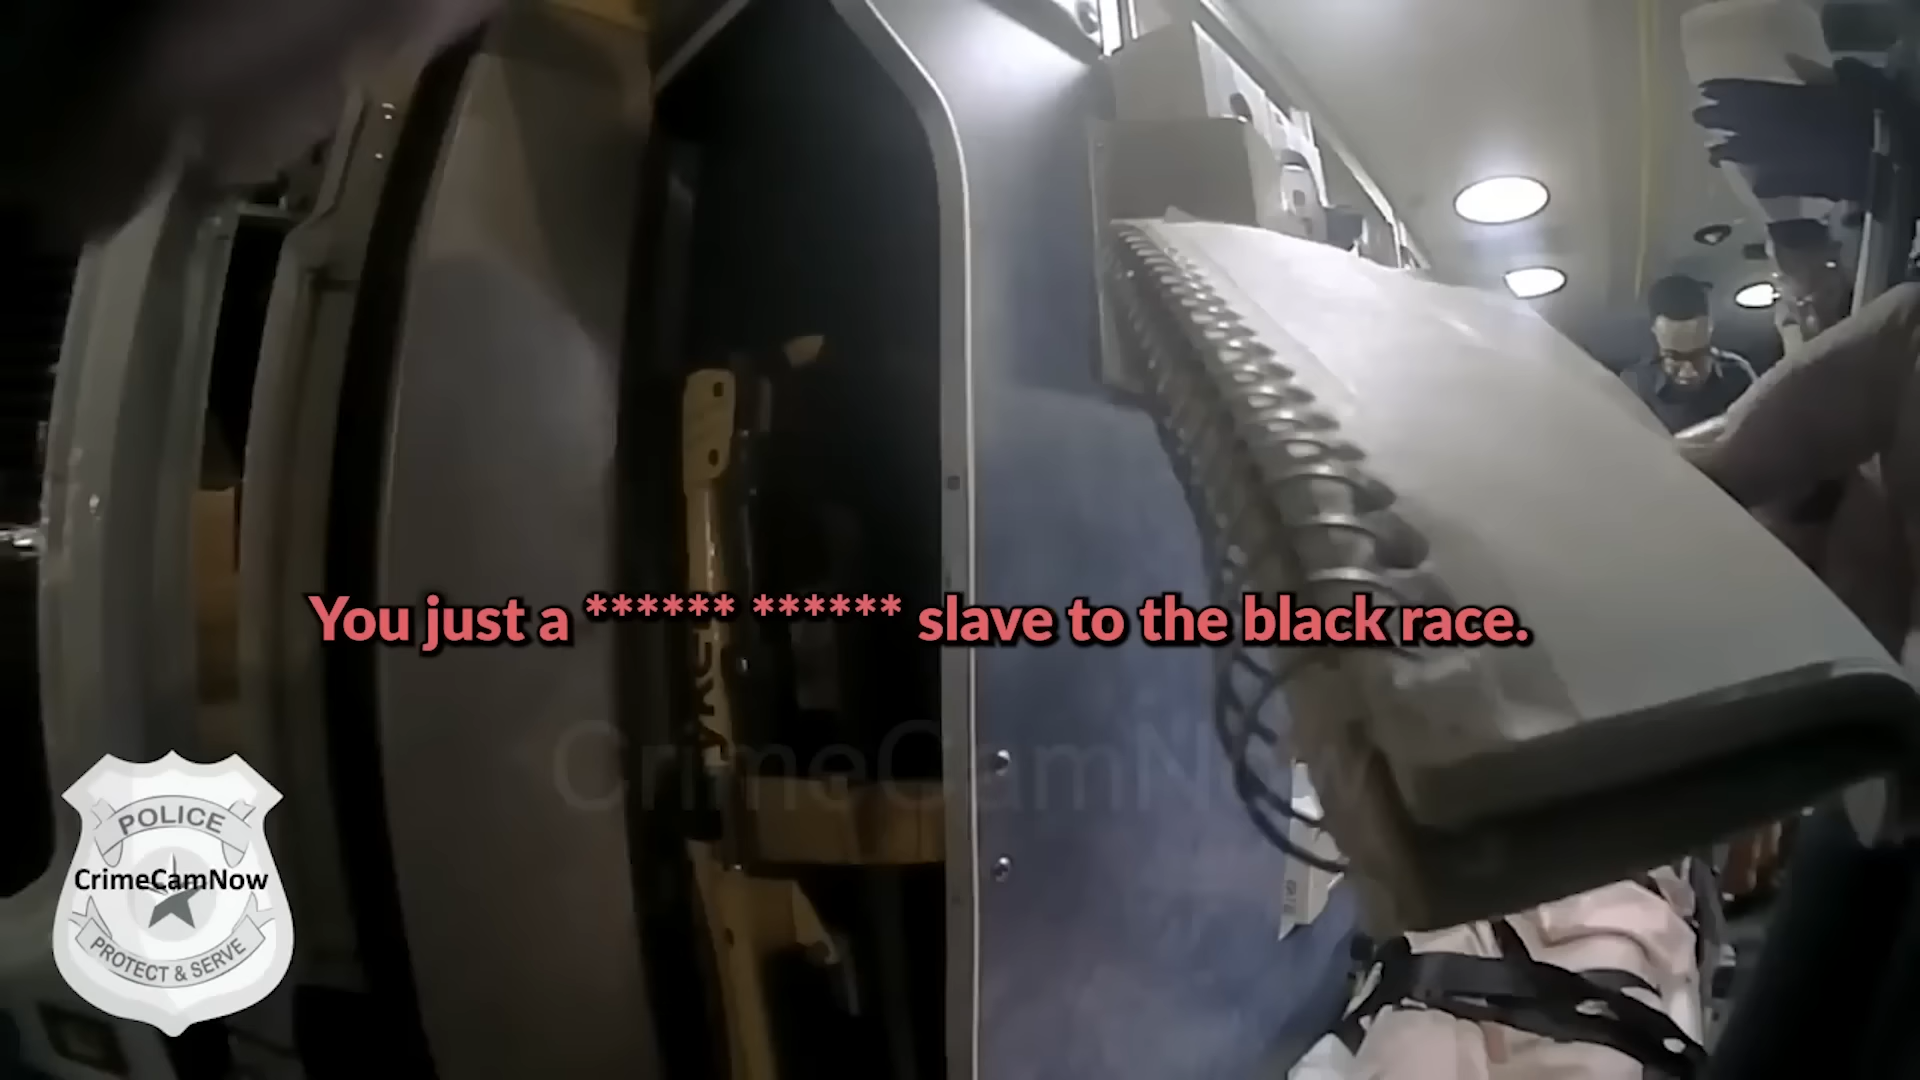 You just a ****** ****** slave to the black race.
CrimeCamNow
POLICE
CrimeCamNow
PROTECT & SERVE